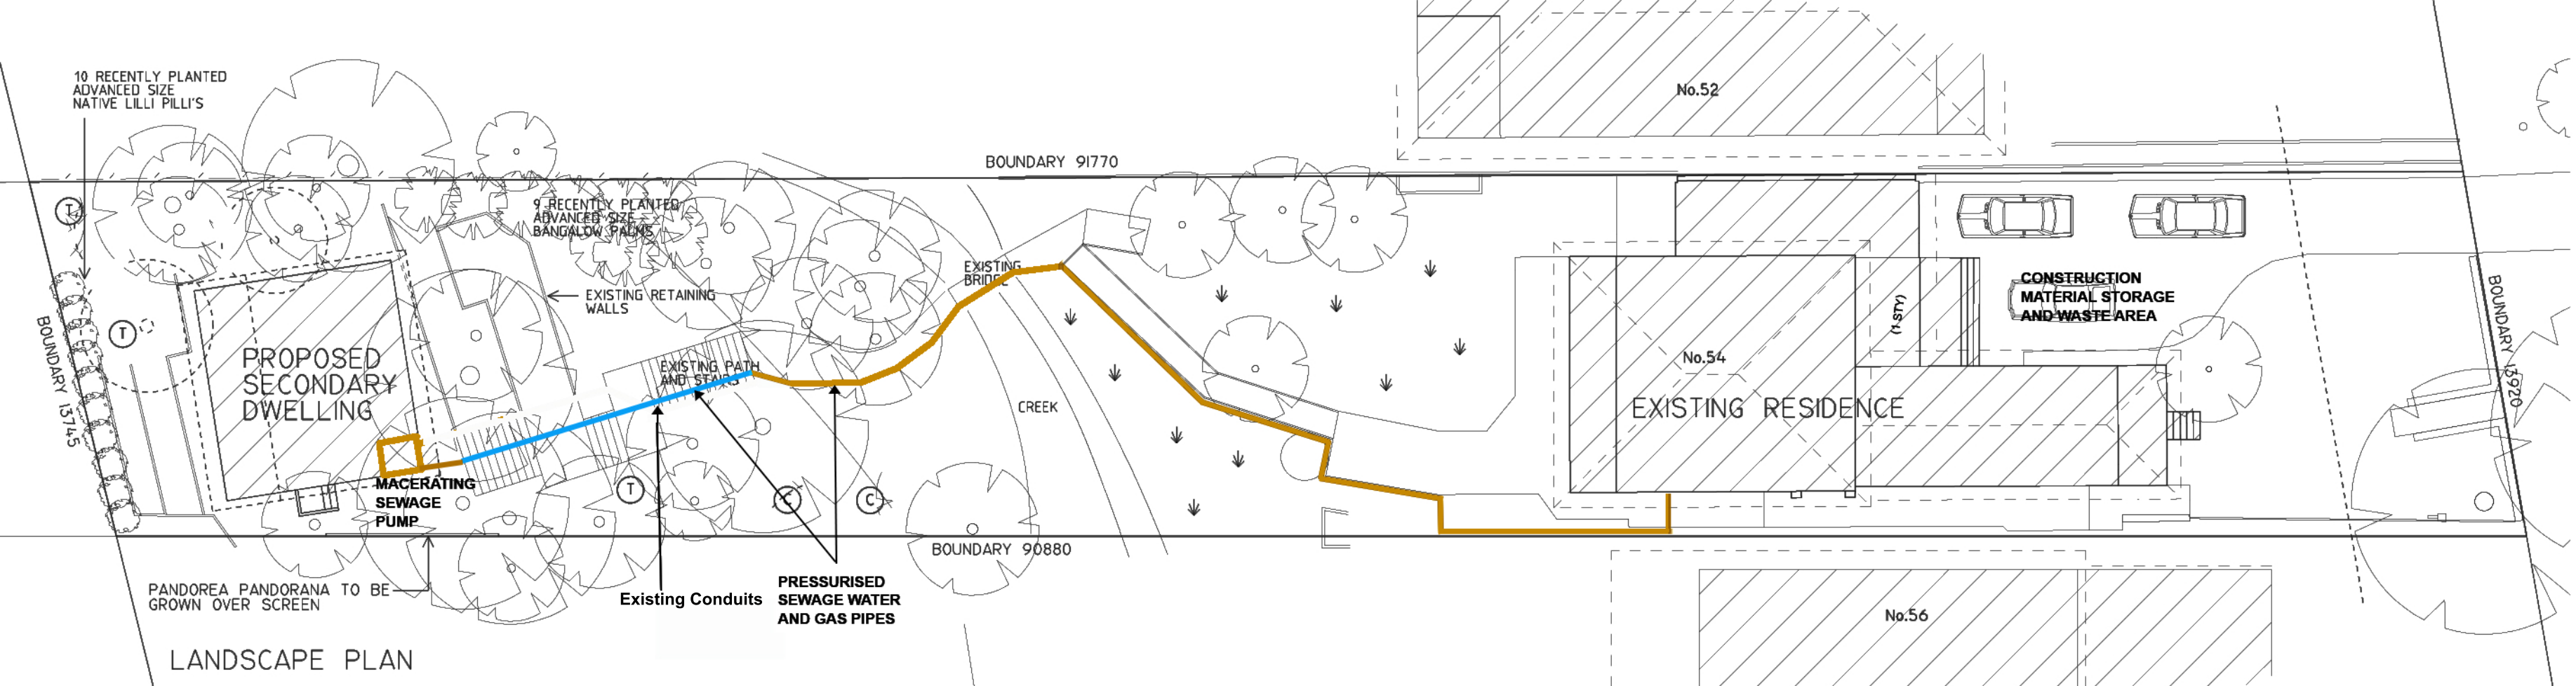 10 RECENTLY PLANTED
ADVANCED SIZE
NATIVE LILLI PILLI'S
No.52
BOUNDARY 91770
T
9 RECENTLY PLANTED
ADVANCED SIZE
BANGALOW PALMS
EXISTING
BRIDGE
EXISTING RETAINING
WALLS
CONSTRUCTION
MATERIAL STORAGE
AND WASTE AREA
(1 STY)
BOUNDARY 13920
BOUNDARY 13745
T
PROPOSED
SECONDARY
DWELLING
EXISTING PATH
AND STAIRS
No.54
EXISTING RESIDENCE
CREEK
MACERATING
SEWAGE
PUMP
T
C
C
BOUNDARY 90880
PANDOREA PANDORANA TO BE
GROWN OVER SCREEN
Existing Conduits
PRESSURISED
SEWAGE WATER
AND GAS PIPES
No.56
LANDSCAPE PLAN